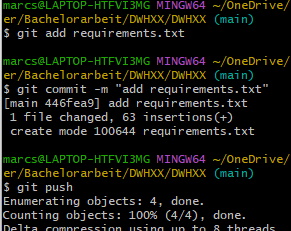 marcs@LAPTOP-HTFVI3MG MINGW64 ~/OneDrive/
er/Bachelorarbeit/DWHXX/DWHXX (main)
$ git add requirements.txt
marcs@LAPTOP-HTFVI3MG MINGW64 ~/OneDrive/
er/Bachelorarbeit/DWHXX/DWHXX (main)
$ git commit -m "add requirements.txt"
[main 446fea9] add requirements.txt
1 file changed, 63 insertions(+)
create mode 100644 requirements.txt
marcs@LAPTOP-HTFVI3MG MINGW64 ~/OneDrive/
er/Bachelorarbeit/DWHXX/DWHXX (main)
$ git push
Enumerating objects: 4, done.
Counting objects: 100% (4/4), done.
Delta compression using up to 8 threads